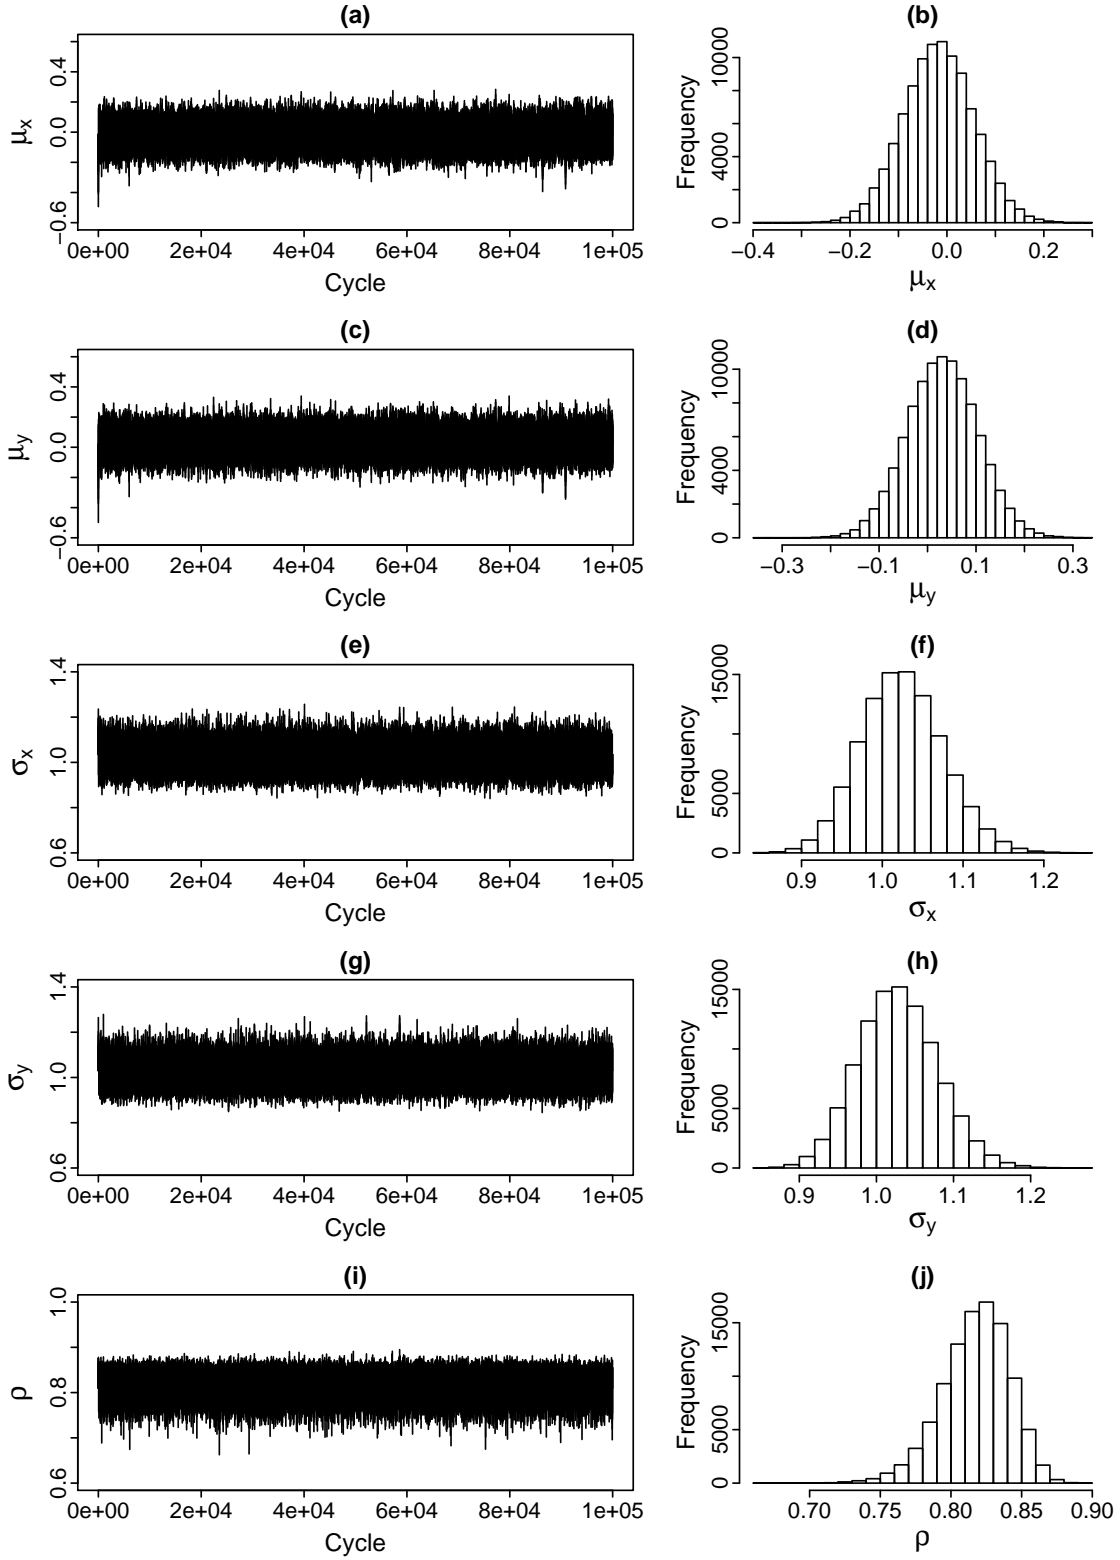 (a)
μx
0.4
0.0
−0.6
0e+00 2e+04 4e+04 6e+04 8e+04 1e+05
Cycle
(b)
Frequency
10000
4000
0
−0.4 −0.2 0.0 0.2
μx
(c)
μy
0.4
0.0
−0.6
0e+00 2e+04 4e+04 6e+04 8e+04 1e+05
Cycle
(d)
Frequency
10000
4000
0
−0.3 −0.1 0.1 0.3
μy
(e)
σx
1.4
1.0
0.6
0e+00 2e+04 4e+04 6e+04 8e+04 1e+05
Cycle
(f)
Frequency
15000
5000
0
0.9 1.0 1.1 1.2
σx
(g)
σy
1.4
1.0
0.6
0e+00 2e+04 4e+04 6e+04 8e+04 1e+05
Cycle
(h)
Frequency
15000
5000
0
0.9 1.0 1.1 1.2
σy
(i)
ρ
1.0
0.8
0.6
0e+00 2e+04 4e+04 6e+04 8e+04 1e+05
Cycle
(j)
Frequency
15000
5000
0
0.70 0.75 0.80 0.85 0.90
ρ